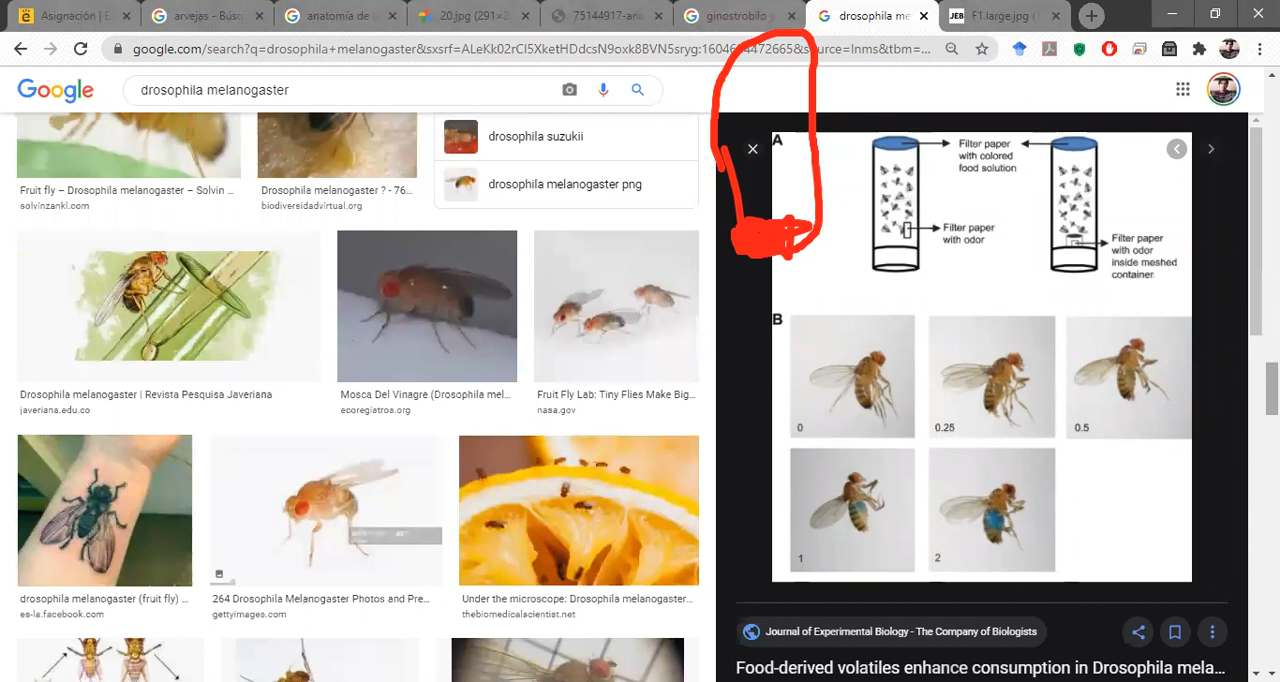 Asignación | E
arvejas - Bús
anatomía de
20.jpg (291×2
75144917-ano
ginostrobilo y
drosophila me
JEB F1.large.jpg (
google.com/search?q=drosophila+melanogaster&sxsrf=ALeKk02rCl5XketHDdcsN9oxk8BVN5sryg:16046 4472665&source=lnms&tbm=...
Google
drosophila melanogaster
drosophila suzukii
drosophila melanogaster png
Fruit fly – Drosophila melanogaster – Solvin ...
solvinzankl.com
Drosophila melanogaster ? - 76...
biodiversidadvirtual.org
Drosophila melanogaster | Revista Pesquisa Javeriana
javeriana.edu.co
Mosca Del Vinagre (Drosophila mel...
ecoregistros.org
Fruit Fly Lab: Tiny Flies Make Big...
nasa.gov
drosophila melanogaster (fruit fly) ...
es-la.facebook.com
264 Drosophila Melanogaster Photos and Pre...
gettyimages.com
Under the microscope: Drosophila melanogaster...
thebiomedicalscientist.net
A
Filter paper
with colored
food solution
Filter paper
with odor
Filter paper
with odor
inside meshed
container
B
0
0.25
0.5
1
2
Journal of Experimental Biology - The Company of Biologists
Food-derived volatiles enhance consumption in Drosophila mela...